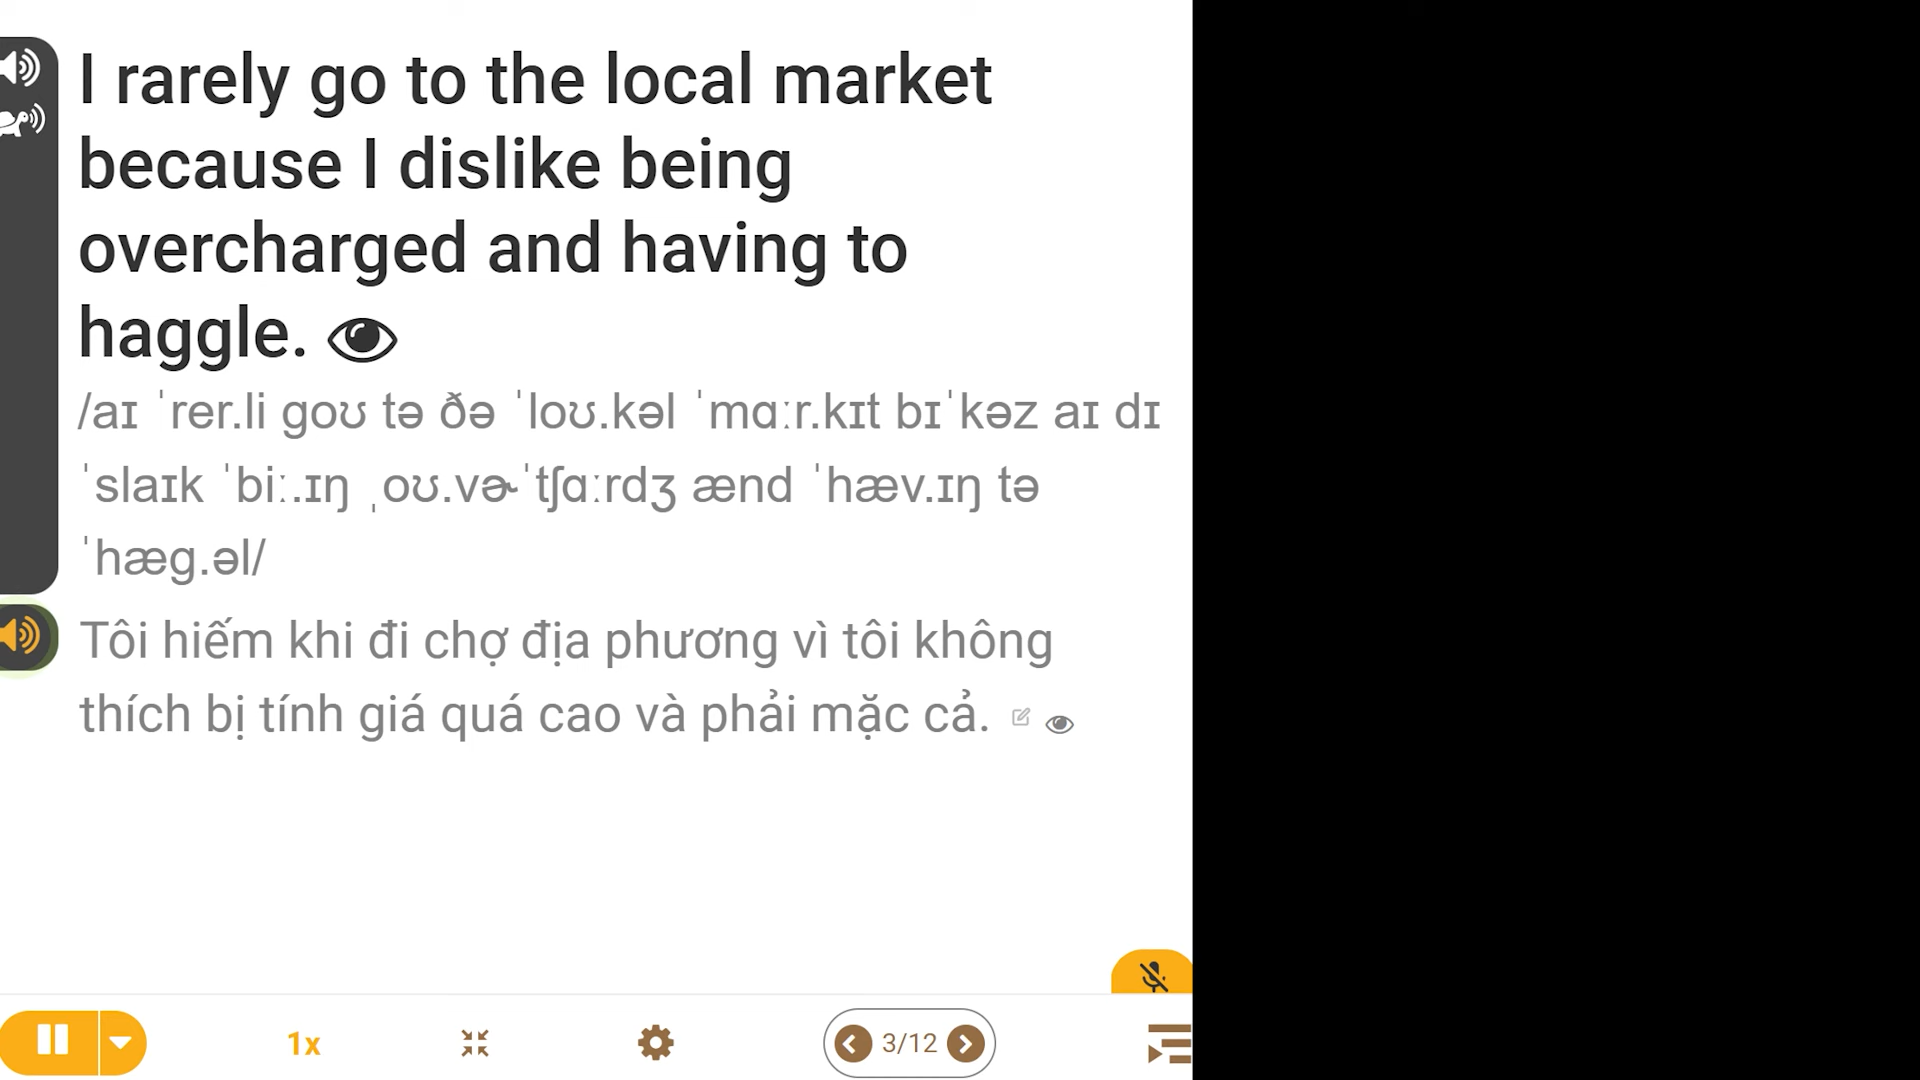 I rarely go to the local market
because I dislike being
overcharged and having to
haggle.
/aɪ ˈrer.li goʊ tə ðə ˈloʊ.kəl ˈmɑːr.kɪt bɪˈkəz aɪ dɪ
ˈslaɪk ˈbiː.ɪŋ ˌoʊ.vɚˈtʃɑːrdʒ ænd ˈhæv.ɪŋ tə
ˈhæg.əl/
Tôi hiếm khi đi chợ địa phương vì tôi không
thích bị tính giá quá cao và phải mặc cả.
1x
3/12